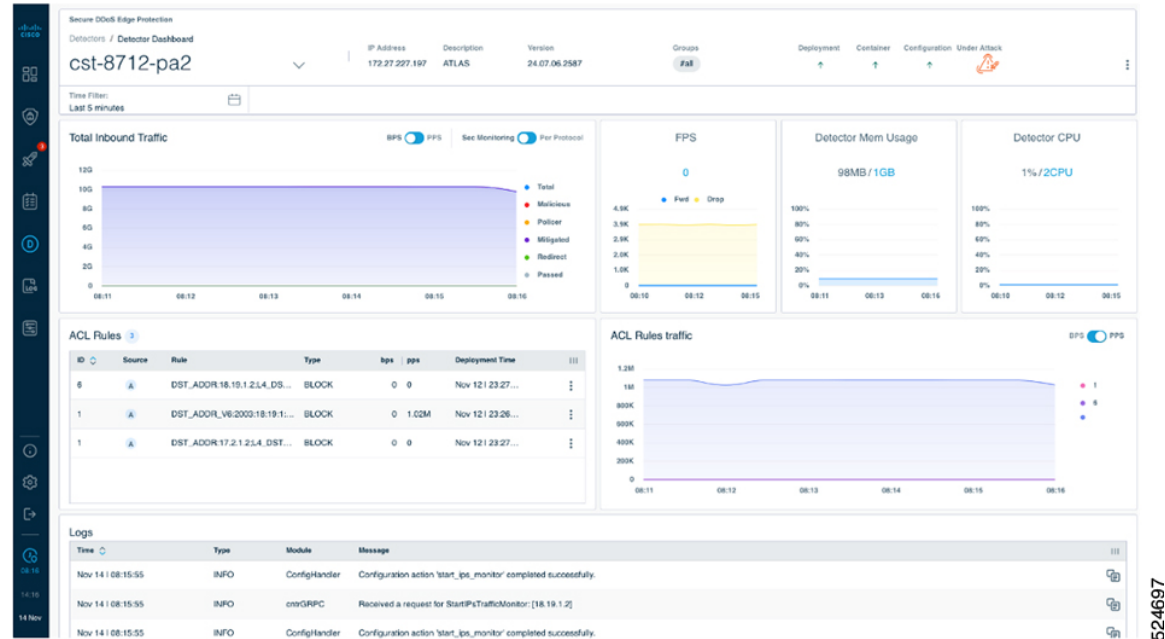 CISCO
3
D
LOG
08:16
14:16
14 Nov
Secure DDoS Edge Protection
Detectors / Detector Dashboard
cst-8712-pa2
IP Address Description Version Groups Deployment Container Configuration Under Attack
172.27.227.197 ATLAS 24.07.06.2587 #all
Time Filter:
Last 5 minutes
Total Inbound Traffic
BPS PPS Sec Monitoring Per Protocol
12G
10G
8G
6G
4G
2G
0
08:11 08:12 08:13 08:14 08:15 08:16
Total
Malicious
Policer
Mitigated
Redirect
Passed
FPS
0
Fwd Drop
4.9K
3.9K
2.9K
2.0K
1.0K
0
08:10 08:12 08:15
Detector Mem Usage
98MB/1GB
100%
80%
60%
40%
20%
0%
08:11 08:13 08:16
Detector CPU
1%/2CPU
100%
80%
60%
40%
20%
0%
08:10 08:12 08:15
ACL Rules 3
ID Source Rule Type bps pps Deployment Time
6 A DST_ADDR:18.19.1.2;L4_DS... BLOCK 0 0 Nov 12 | 23:27...
1 A DST_ADDR_V6:2003:18:19:1:... BLOCK 0 1.02M Nov 12 | 23:26...
1 A DST_ADDR:17.2.1.2;L4_DST... BLOCK 0 0 Nov 12 | 23:27...
ACL Rules traffic
BPS PPS
1.2M
1M
800K
600K
400K
200K
0
08:11 08:12 08:13 08:14 08:15 08:16
1
6
Logs
Time Type Module Message
Nov 14 | 08:15:55 INFO ConfigHandler Configuration action 'start_ips_monitor' completed successfully.
Nov 14 | 08:15:55 INFO cntrGRPC Received a request for StartIPsTrafficMonitor: [18.19.1.2]
Nov 14 | 08:15:55 INFO ConfigHandler Configuration action 'start_ips_monitor' completed successfully.
524697